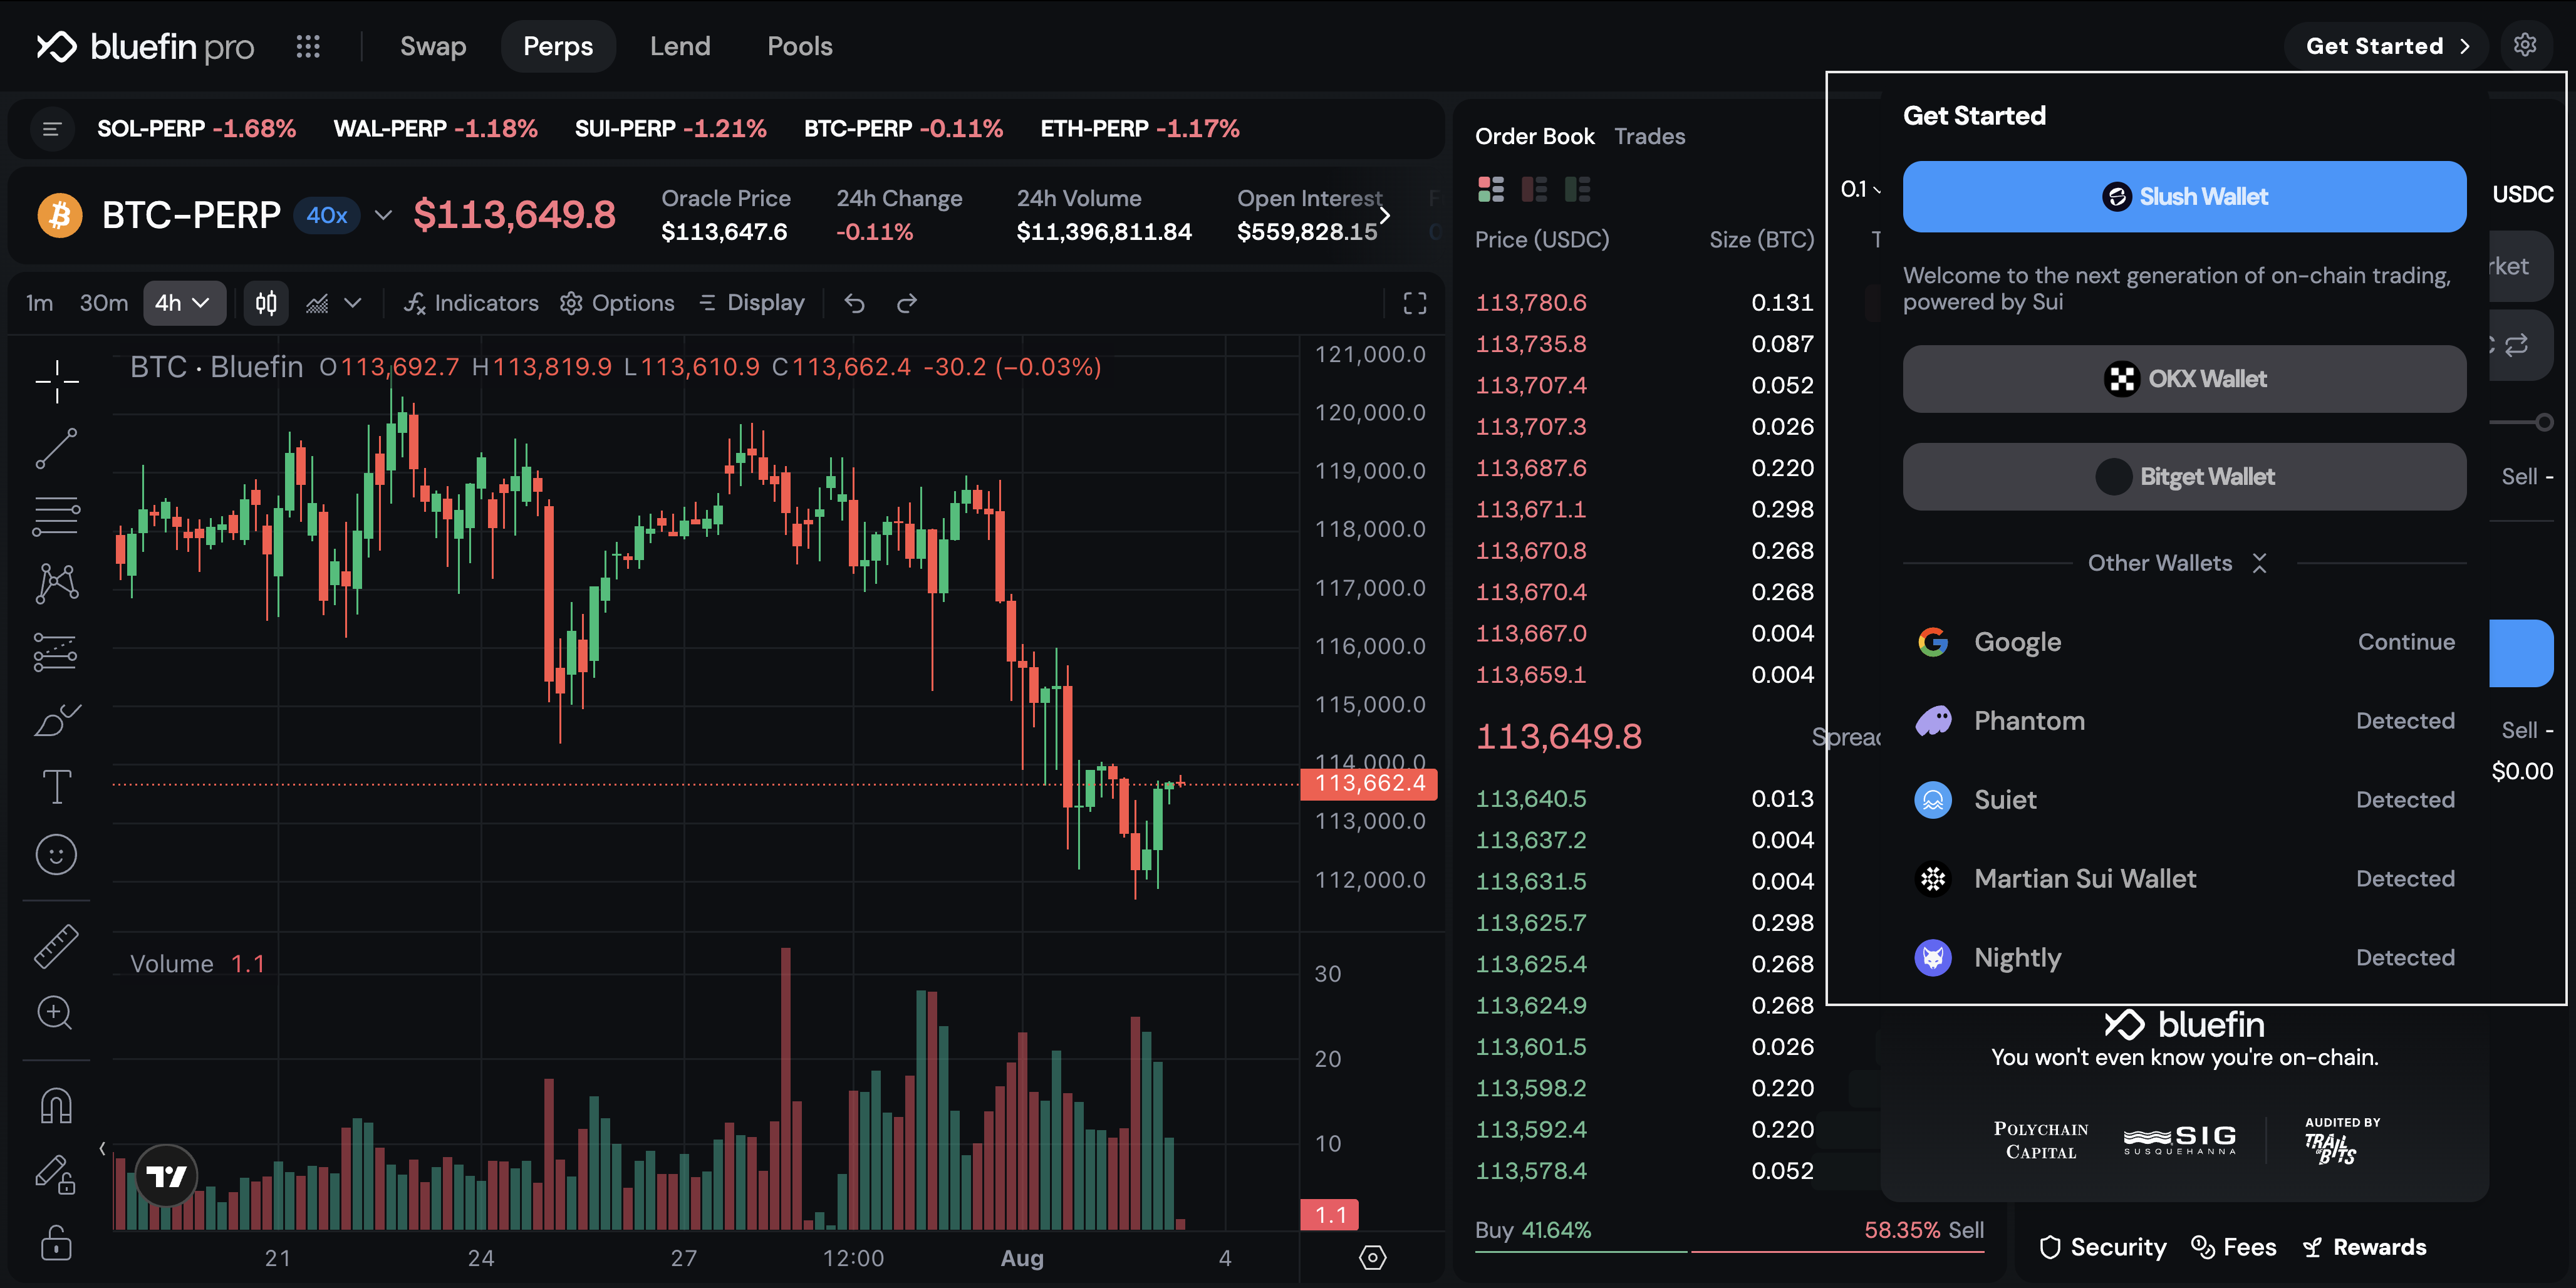 bluefin pro
Swap
Perps
Lend
Pools
Get Started
SOL-PERP -1.68%
WAL-PERP -1.18%
SUI-PERP -1.21%
BTC-PERP -0.11%
ETH-PERP -1.17%
BTC-PERP 40x $113,649.8
Oracle Price
$113,647.6
24h Change
-0.11%
24h Volume
$11,396,811.84
Open Interest
$559,828.15
1m 30m 4h Indicators Options Display
BTC · Bluefin O113,692.7 H113,819.9 L113,610.9 C113,662.4 -30.2 (−0.03%)
121,000.0
120,000.0
119,000.0
118,000.0
117,000.0
116,000.0
115,000.0
114,000.0
113,662.4
113,000.0
112,000.0
Volume 1.1
30
20
10
1.1
21 24 27 12:00 Aug 4
Order Book Trades
0.1
Price (USDC) Size (BTC) T
113,780.6 0.131
113,735.8 0.087
113,707.4 0.052
113,707.3 0.026
113,687.6 0.220
113,671.1 0.298
113,670.8 0.268
113,670.4 0.268
113,667.0 0.004
113,659.1 0.004
113,649.8 Spread
113,640.5 0.013
113,637.2 0.004
113,631.5 0.004
113,625.7 0.298
113,625.4 0.268
113,624.9 0.268
113,601.5 0.026
113,598.2 0.220
113,592.4 0.220
113,578.4 0.052
Buy 41.64% 58.35% Sell
Get Started
Slush Wallet
Welcome to the next generation of on-chain trading,
powered by Sui
OKX Wallet
Bitget Wallet
Other Wallets
Google Continue
Phantom Detected
Suiet Detected
Martian Sui Wallet Detected
Nightly Detected
USDC
rket
Sell -
Sell -
$0.00
bluefin
You won't even know you're on-chain.
POLYCHAIN
CAPITAL
SIG
SUSQUEHANNA
AUDITED BY
TRAIL
OF BITS
Security Fees Rewards